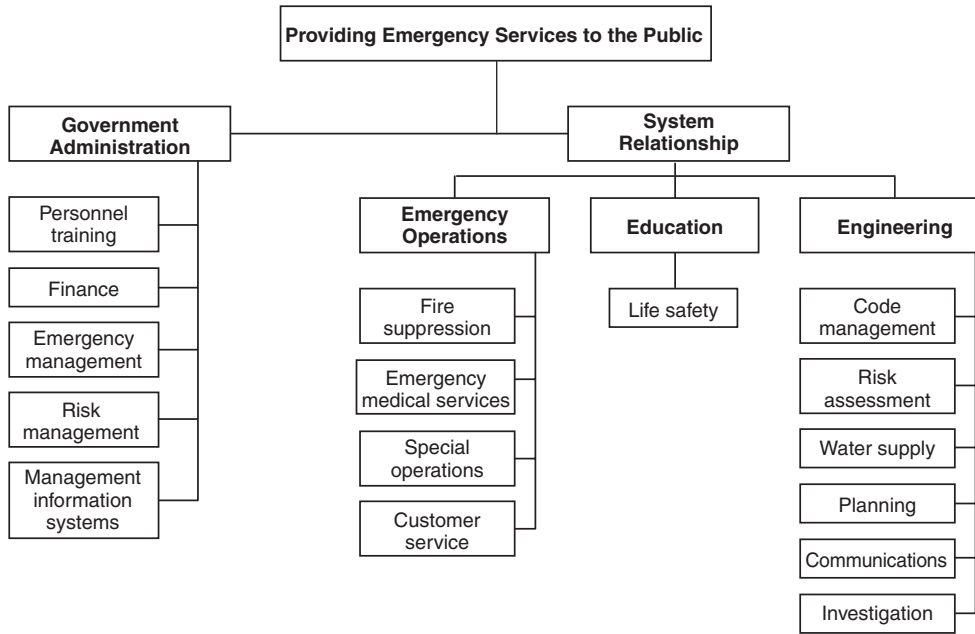 Providing Emergency Services to the Public
Government
Administration
System
Relationship
Personnel
training
Finance
Emergency
management
Risk
management
Management
information
systems
Emergency
Operations
Fire
suppression
Emergency
medical services
Special
operations
Customer
service
Education
Life safety
Engineering
Code
management
Risk
assessment
Water supply
Planning
Communications
Investigation